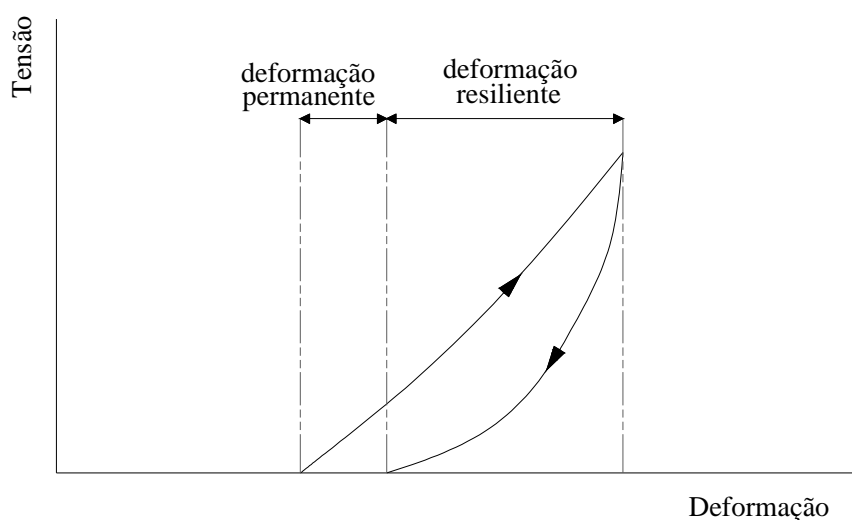 Tensão
deformação
permanente
deformação
resiliente
Deformação